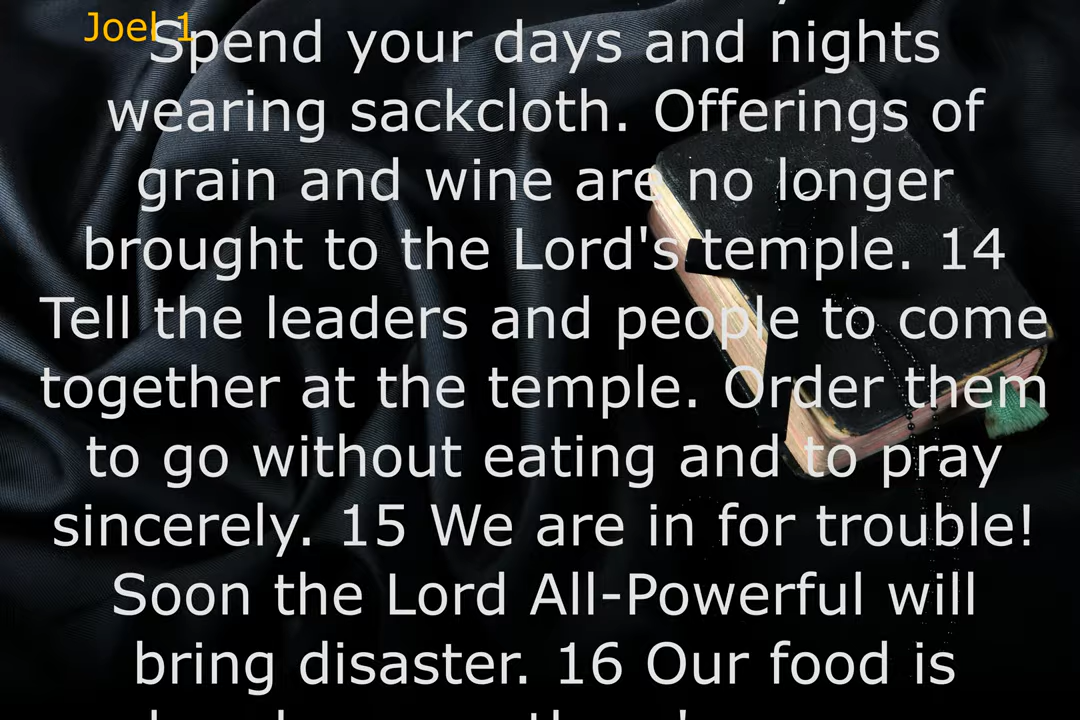 Joel 1
Spend your days and nights
wearing sackcloth. Offerings of
grain and wine are no longer
brought to the Lord's temple. 14
Tell the leaders and people to come
together at the temple. Order them
to go without eating and to pray
sincerely. 15 We are in for trouble!
Soon the Lord All-Powerful will
bring disaster. 16 Our food is